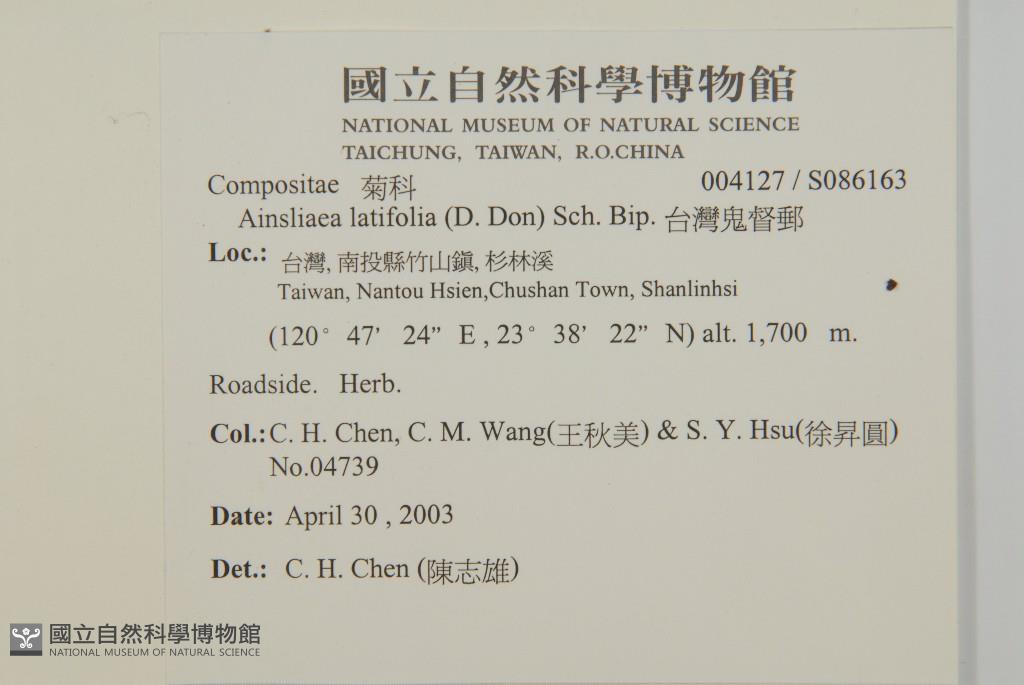 國立自然科學博物館
NATIONAL MUSEUM OF NATURAL SCIENCE
TAICHUNG, TAIWAN, R.O.CHINA
Compositae 菊科 004127 / S086163
Ainsliaea latifolia (D. Don) Sch. Bip. 台灣鬼督郵
Loc.: 台灣, 南投縣竹山鎭, 杉林溪
Taiwan, Nantou Hsien,Chushan Town, Shanlinhsi
(120° 47’ 24” E , 23° 38’ 22” N) alt. 1,700 m.
Roadside. Herb.
Col.: C. H. Chen, C. M. Wang(王秋美) & S. Y. Hsu(徐昇圓)
No.04739
Date: April 30 , 2003
Det.: C. H. Chen (陳志雄)
國立自然科學博物館
NATIONAL MUSEUM OF NATURAL SCIENCE